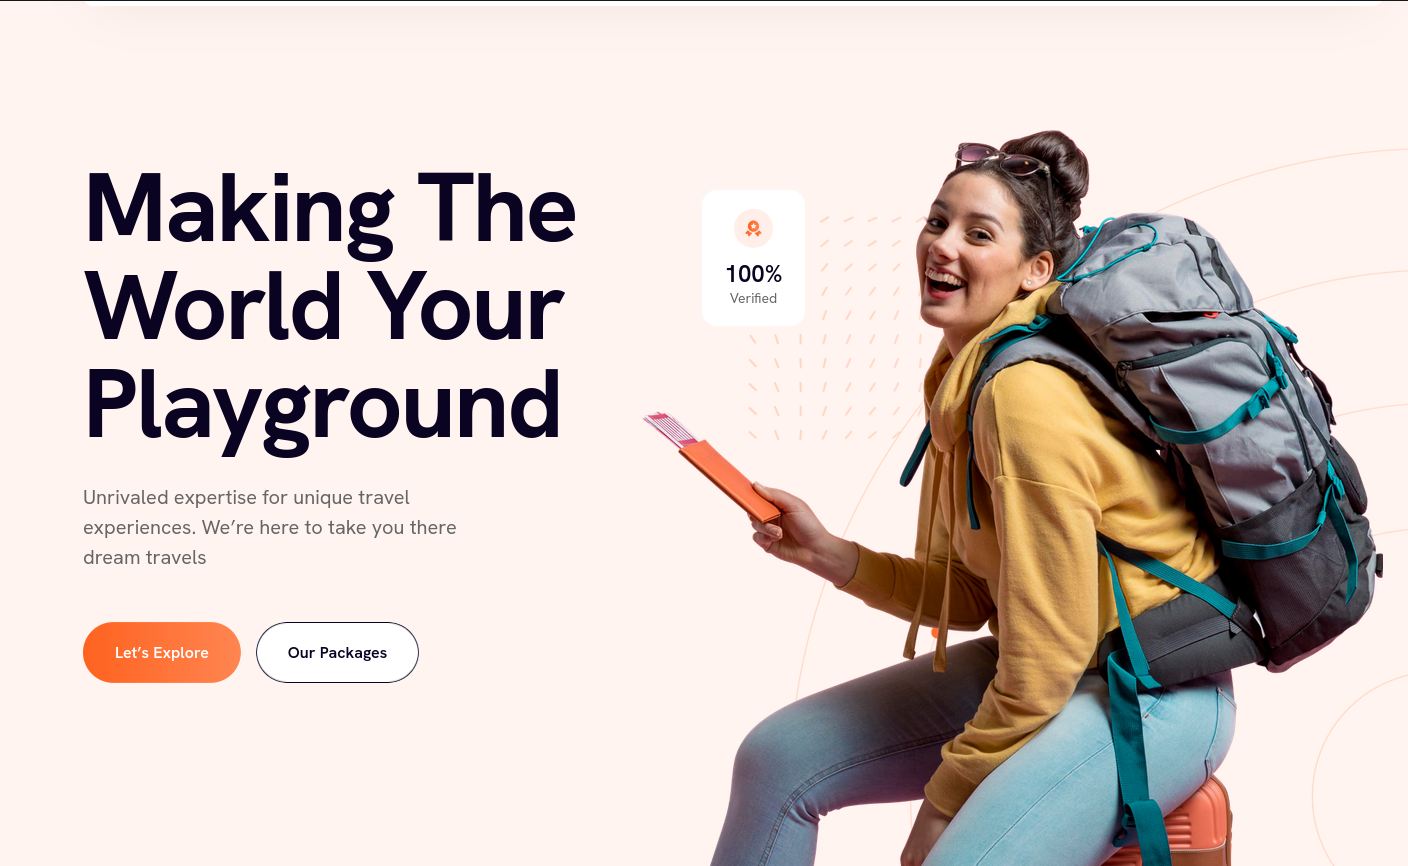 Making The
World Your
Playground
100%
Verified
Unrivaled expertise for unique travel
experiences. We’re here to take you there
dream travels
Let’s Explore
Our Packages